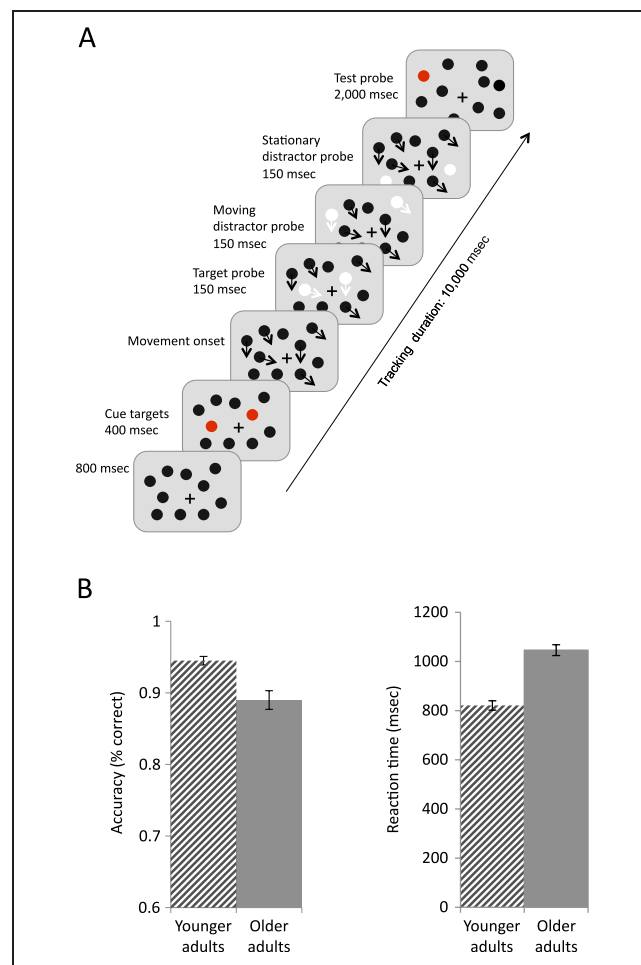 A
Test probe
2,000 msec
Stationary
distractor probe
150 msec
Moving
distractor probe
150 msec
Target probe
150 msec
Movement onset
Cue targets
400 msec
800 msec
Tracking duration: 10,000 msec
B
Accuracy (% correct)
1
0.9
0.8
0.7
0.6
Younger
adults
Older
adults
Reaction time (msec)
1200
1000
800
600
400
200
0
Younger
adults
Older
adults